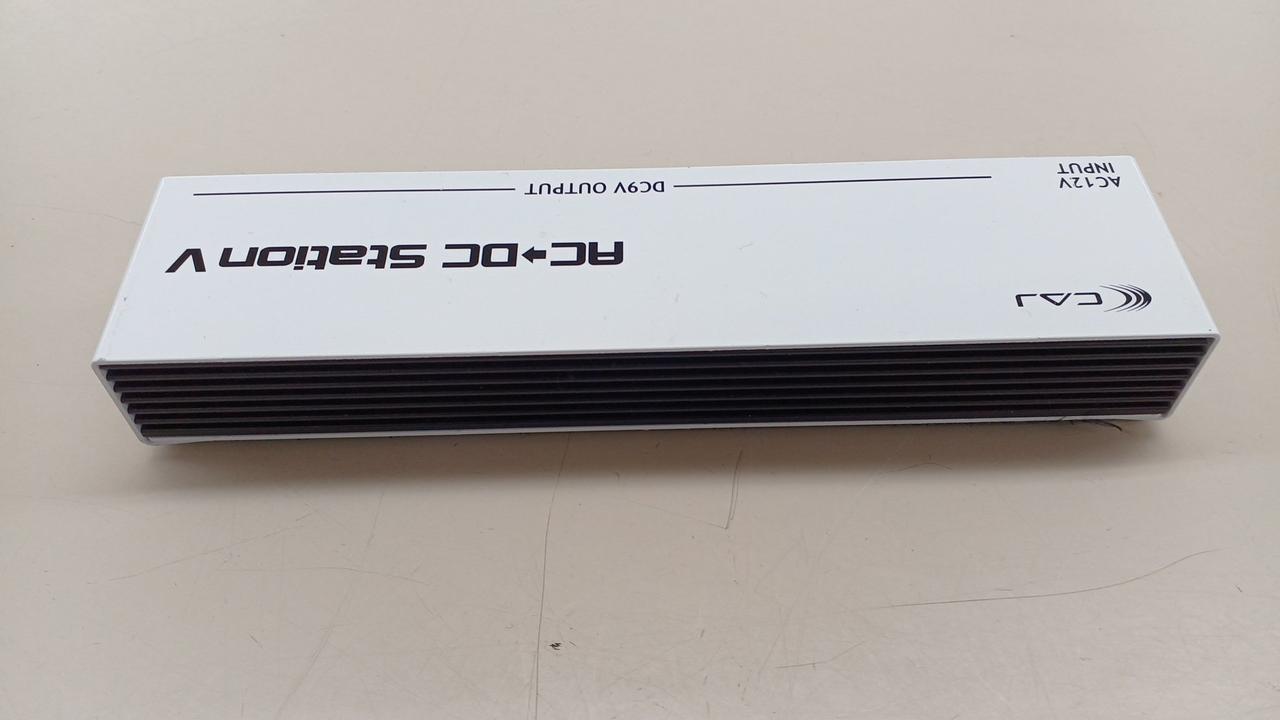 CAJ
AC➜DC Station V
AC12V
INPUT
DC9V OUTPUT